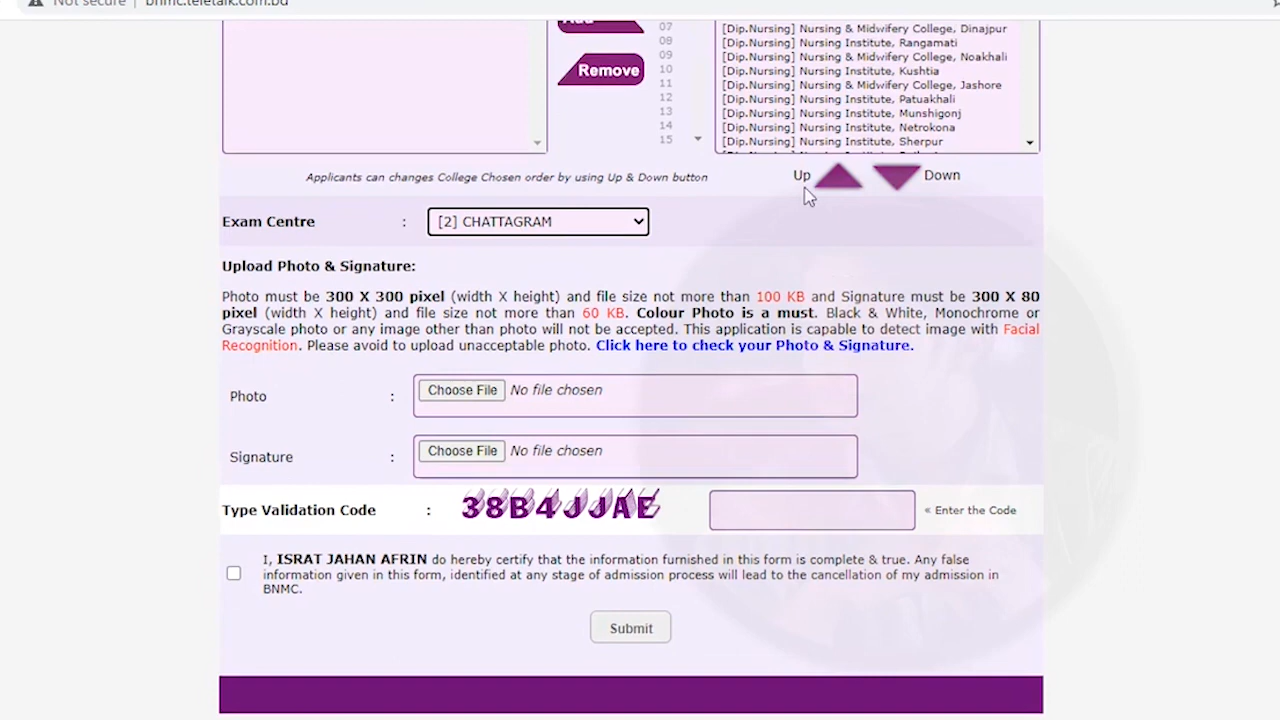 Not secure | bnmc.teletalk.com.bd
Add
Remove
07
08
09
10
11
12
13
14
15
[Dip.Nursing] Nursing & Midwifery College, Dinajpur
[Dip.Nursing] Nursing Institute, Rangamati
[Dip.Nursing] Nursing & Midwifery College, Noakhali
[Dip.Nursing] Nursing Institute, Kushtia
[Dip.Nursing] Nursing & Midwifery College, Jashore
[Dip.Nursing] Nursing Institute, Patuakhali
[Dip.Nursing] Nursing Institute, Munshigonj
[Dip.Nursing] Nursing Institute, Netrokona
[Dip.Nursing] Nursing Institute, Sherpur
Applicants can changes College Chosen order by using Up & Down button
Up
Down
Exam Centre : [2] CHATTAGRAM
Upload Photo & Signature:
Photo must be 300 X 300 pixel (width X height) and file size not more than 100 KB and Signature must be 300 X 80
pixel (width X height) and file size not more than 60 KB. Colour Photo is a must. Black & White, Monochrome or
Grayscale photo or any image other than photo will not be accepted. This application is capable to detect image with Facial
Recognition. Please avoid to upload unacceptable photo. Click here to check your Photo & Signature.
Photo : Choose File No file chosen
Signature : Choose File No file chosen
Type Validation Code : 38B4JJAE « Enter the Code
I, ISRAT JAHAN AFRIN do hereby certify that the information furnished in this form is complete & true. Any false
information given in this form, identified at any stage of admission process will lead to the cancellation of my admission in
BNMC.
Submit